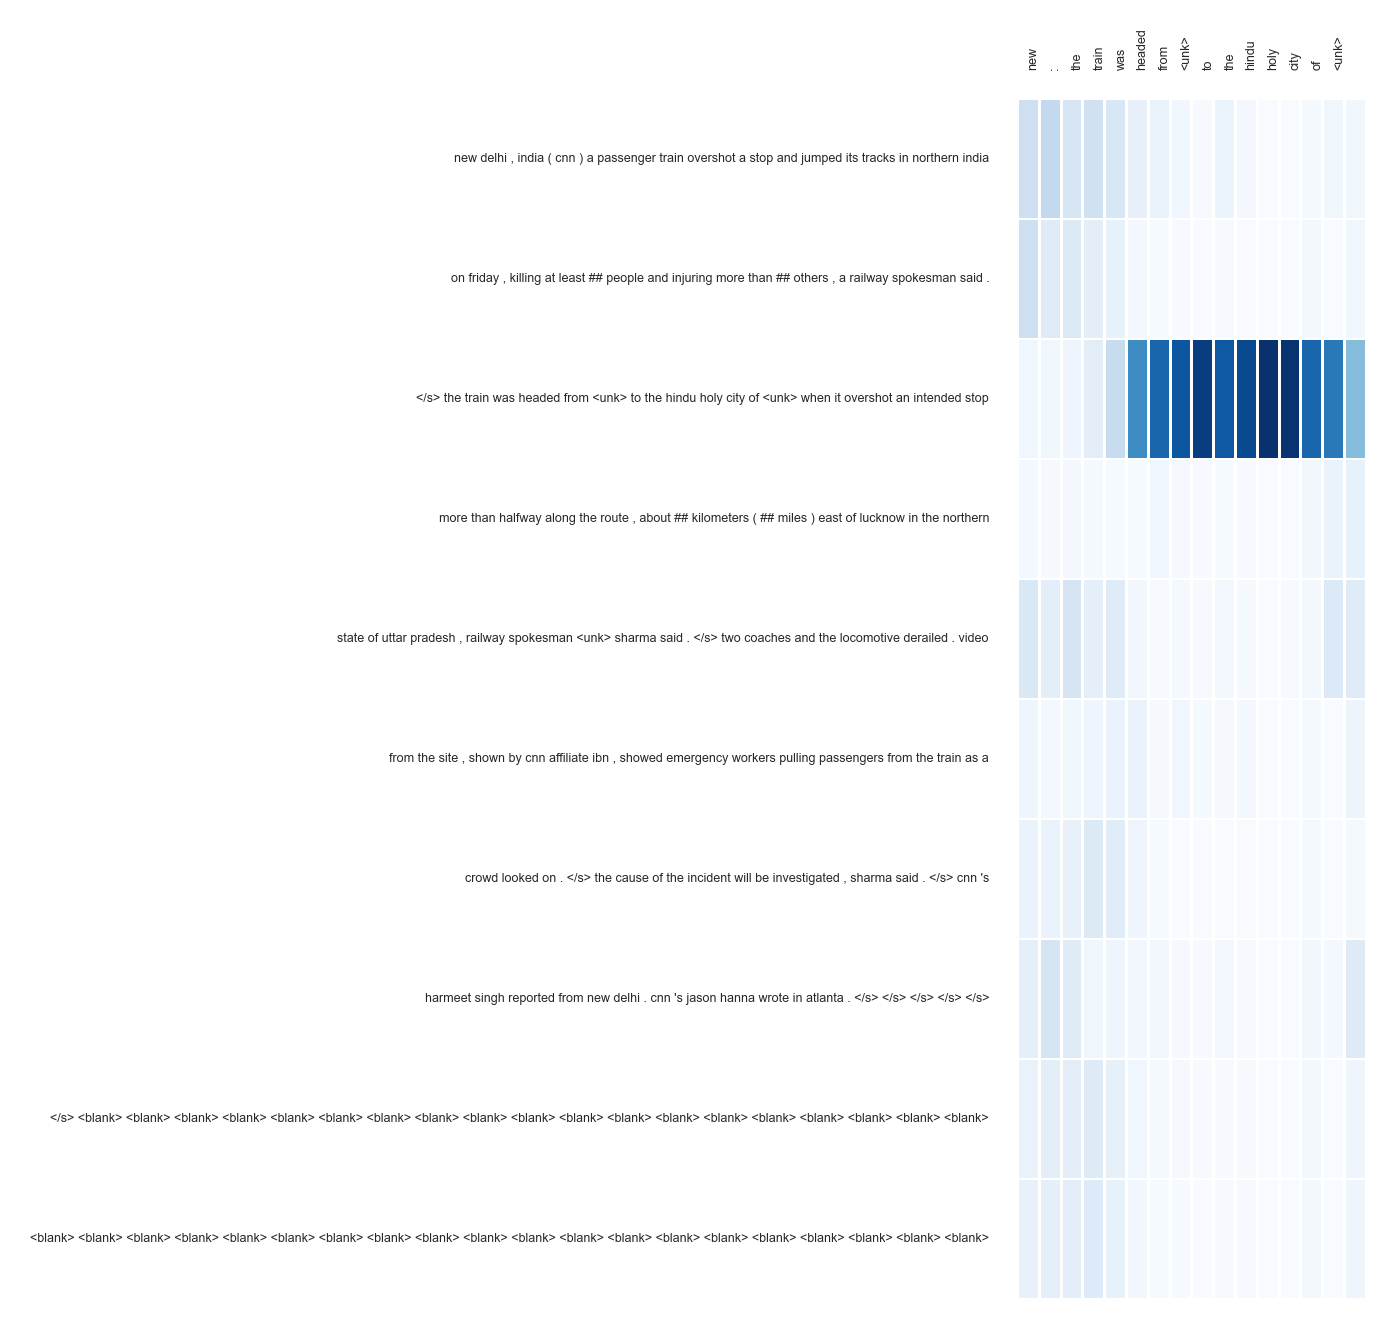 new . the train was headed from <unk> to the hindu holy city of <unk>
new delhi , india ( cnn ) a passenger train overshot a stop and jumped its tracks in northern india
on friday , killing at least ## people and injuring more than ## others , a railway spokesman said .
</s> the train was headed from <unk> to the hindu holy city of <unk> when it overshot an intended stop
more than halfway along the route , about ## kilometers ( ## miles ) east of lucknow in the northern
state of uttar pradesh , railway spokesman <unk> sharma said . </s> two coaches and the locomotive derailed . video
from the site , shown by cnn affiliate ibn , showed emergency workers pulling passengers from the train as a
crowd looked on . </s> the cause of the incident will be investigated , sharma said . </s> cnn 's
harmeet singh reported from new delhi . cnn 's jason hanna wrote in atlanta . </s> </s> </s> </s> </s>
</s> <blank> <blank> <blank> <blank> <blank> <blank> <blank> <blank> <blank> <blank> <blank> <blank> <blank> <blank> <blank> <blank> <blank> <blank> <blank>
<blank> <blank> <blank> <blank> <blank> <blank> <blank> <blank> <blank> <blank> <blank> <blank> <blank> <blank> <blank> <blank> <blank> <blank> <blank> <blank>